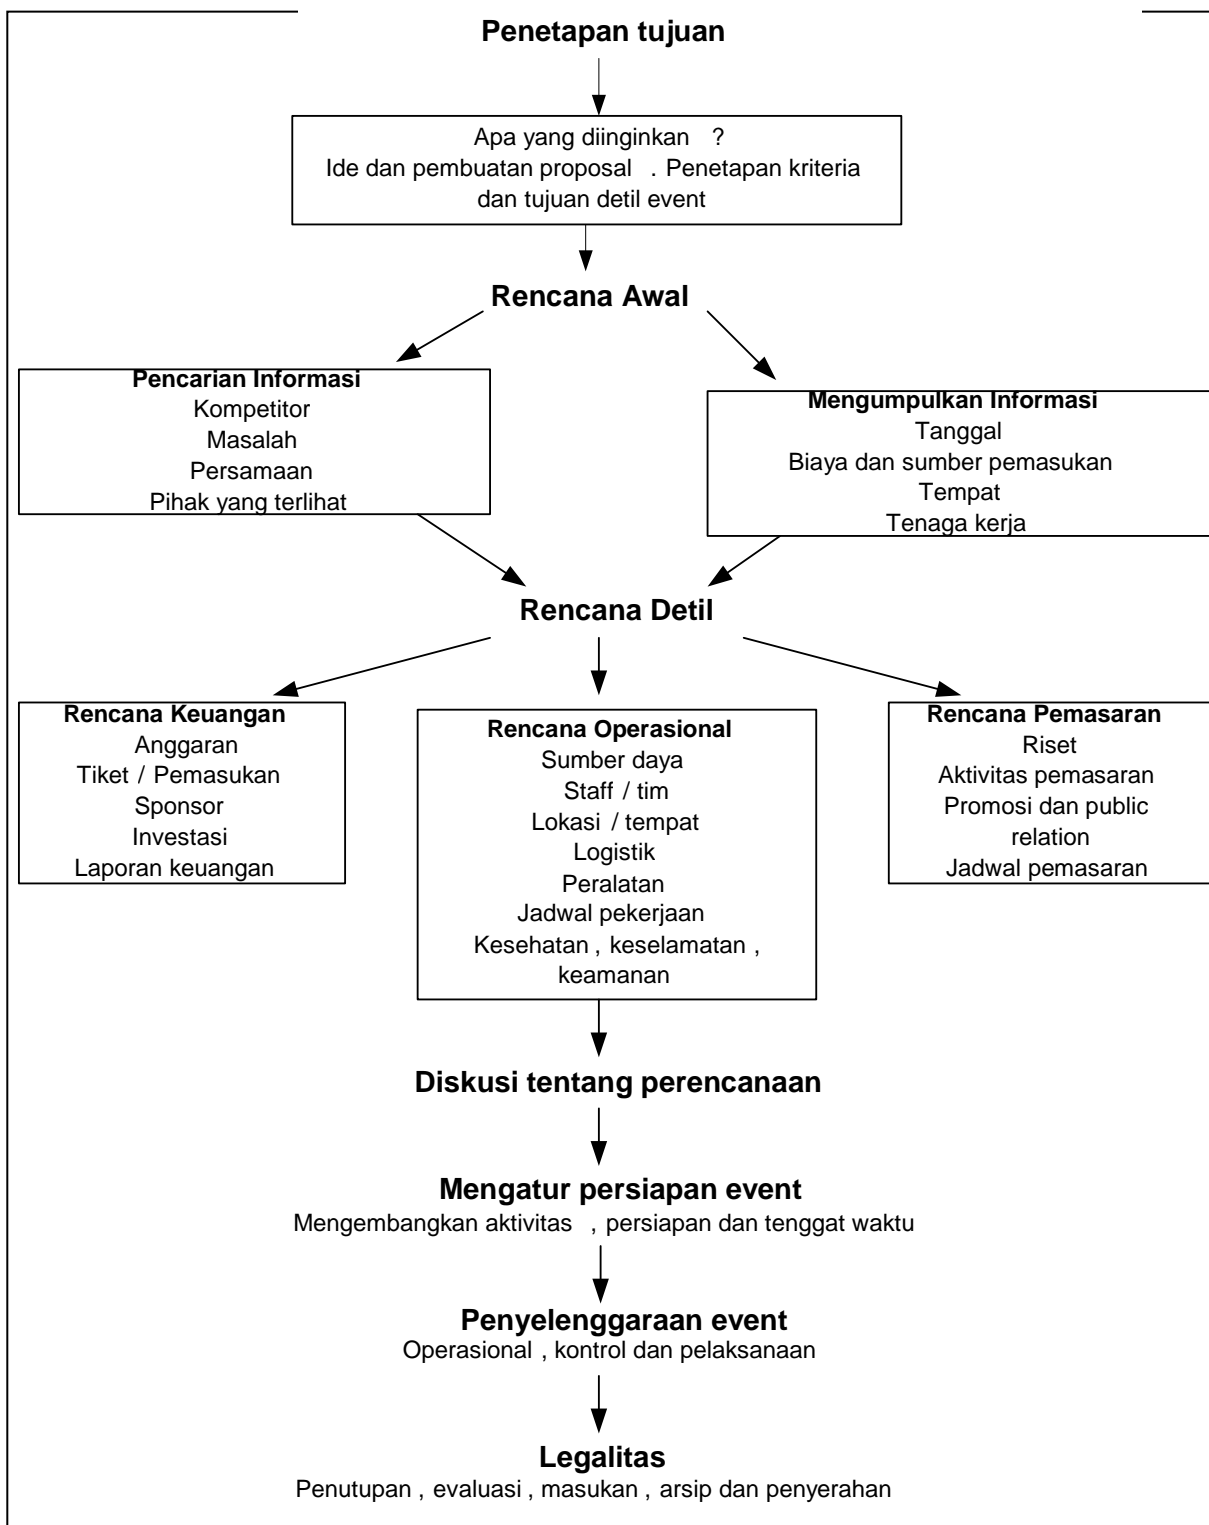 Penetapan tujuan
Apa yang diinginkan ?
Ide dan pembuatan proposal . Penetapan kriteria
dan tujuan detil event
Rencana Awal
Pencarian Informasi
Kompetitor
Masalah
Persamaan
Pihak yang terlihat
Mengumpulkan Informasi
Tanggal
Biaya dan sumber pemasukan
Tempat
Tenaga kerja
Rencana Detil
Rencana Keuangan
Anggaran
Tiket / Pemasukan
Sponsor
Investasi
Laporan keuangan
Rencana Operasional
Sumber daya
Staff / tim
Lokasi / tempat
Logistik
Peralatan
Jadwal pekerjaan
Kesehatan , keselamatan ,
keamanan
Rencana Pemasaran
Riset
Aktivitas pemasaran
Promosi dan public
relation
Jadwal pemasaran
Diskusi tentang perencanaan
Mengatur persiapan event
Mengembangkan aktivitas , persiapan dan tenggat waktu
Penyelenggaraan event
Operasional , kontrol dan pelaksanaan
Legalitas
Penutupan , evaluasi , masukan , arsip dan penyerahan